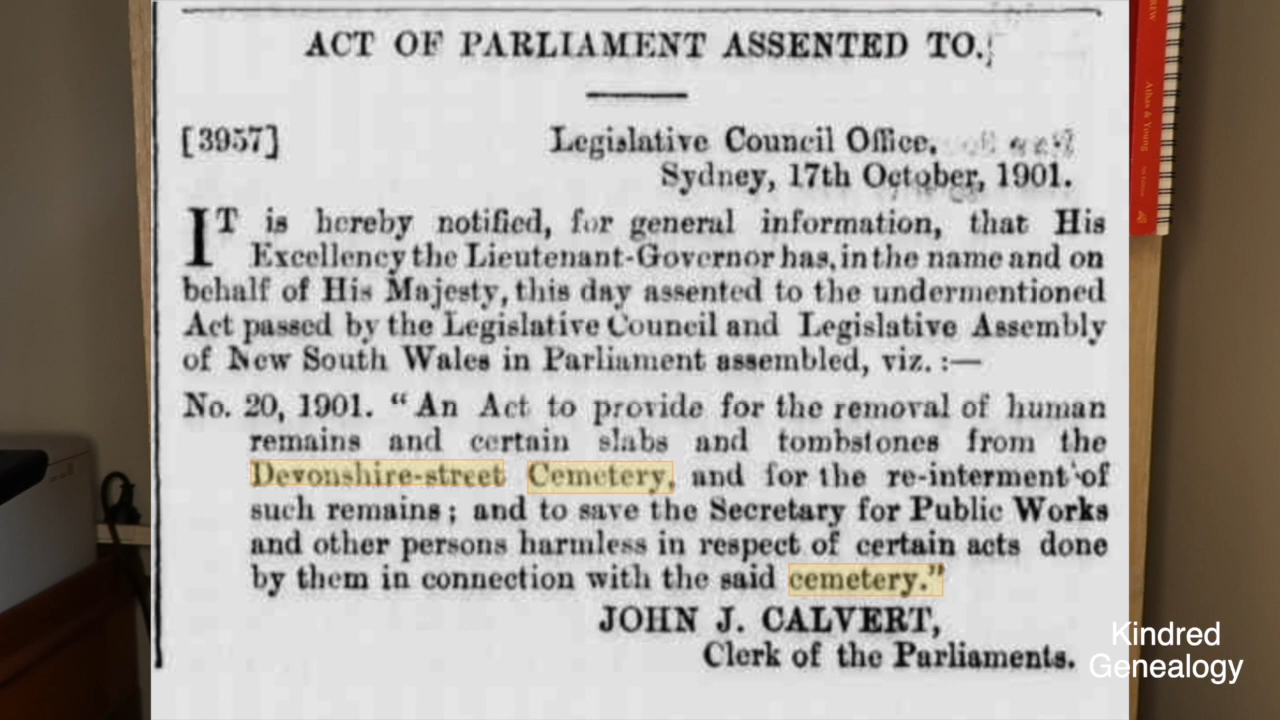 ACT OF PARLIAMENT ASSENTED TO.
[3957] Legislative Council Office,
Sydney, 17th October, 1901.
IT is hereby notified, for general information, that His
Excellency the Lieutenant-Governor has, in the name and on
behalf of His Majesty, this day assented to the undermentioned
Act passed by the Legislative Council and Legislative Assembly
of New South Wales in Parliament assembled, viz. :—
No. 20, 1901. “An Act to provide for the removal of human
remains and certain slabs and tombstones from the
Devonshire-street Cemetery, and for the re-interment of
such remains; and to save the Secretary for Public Works
and other persons harmless in respect of certain acts done
by them in connection with the said cemetery.”
JOHN J. CALVERT,
Clerk of the Parliaments.
Athan & Young
Kindred
Genealogy